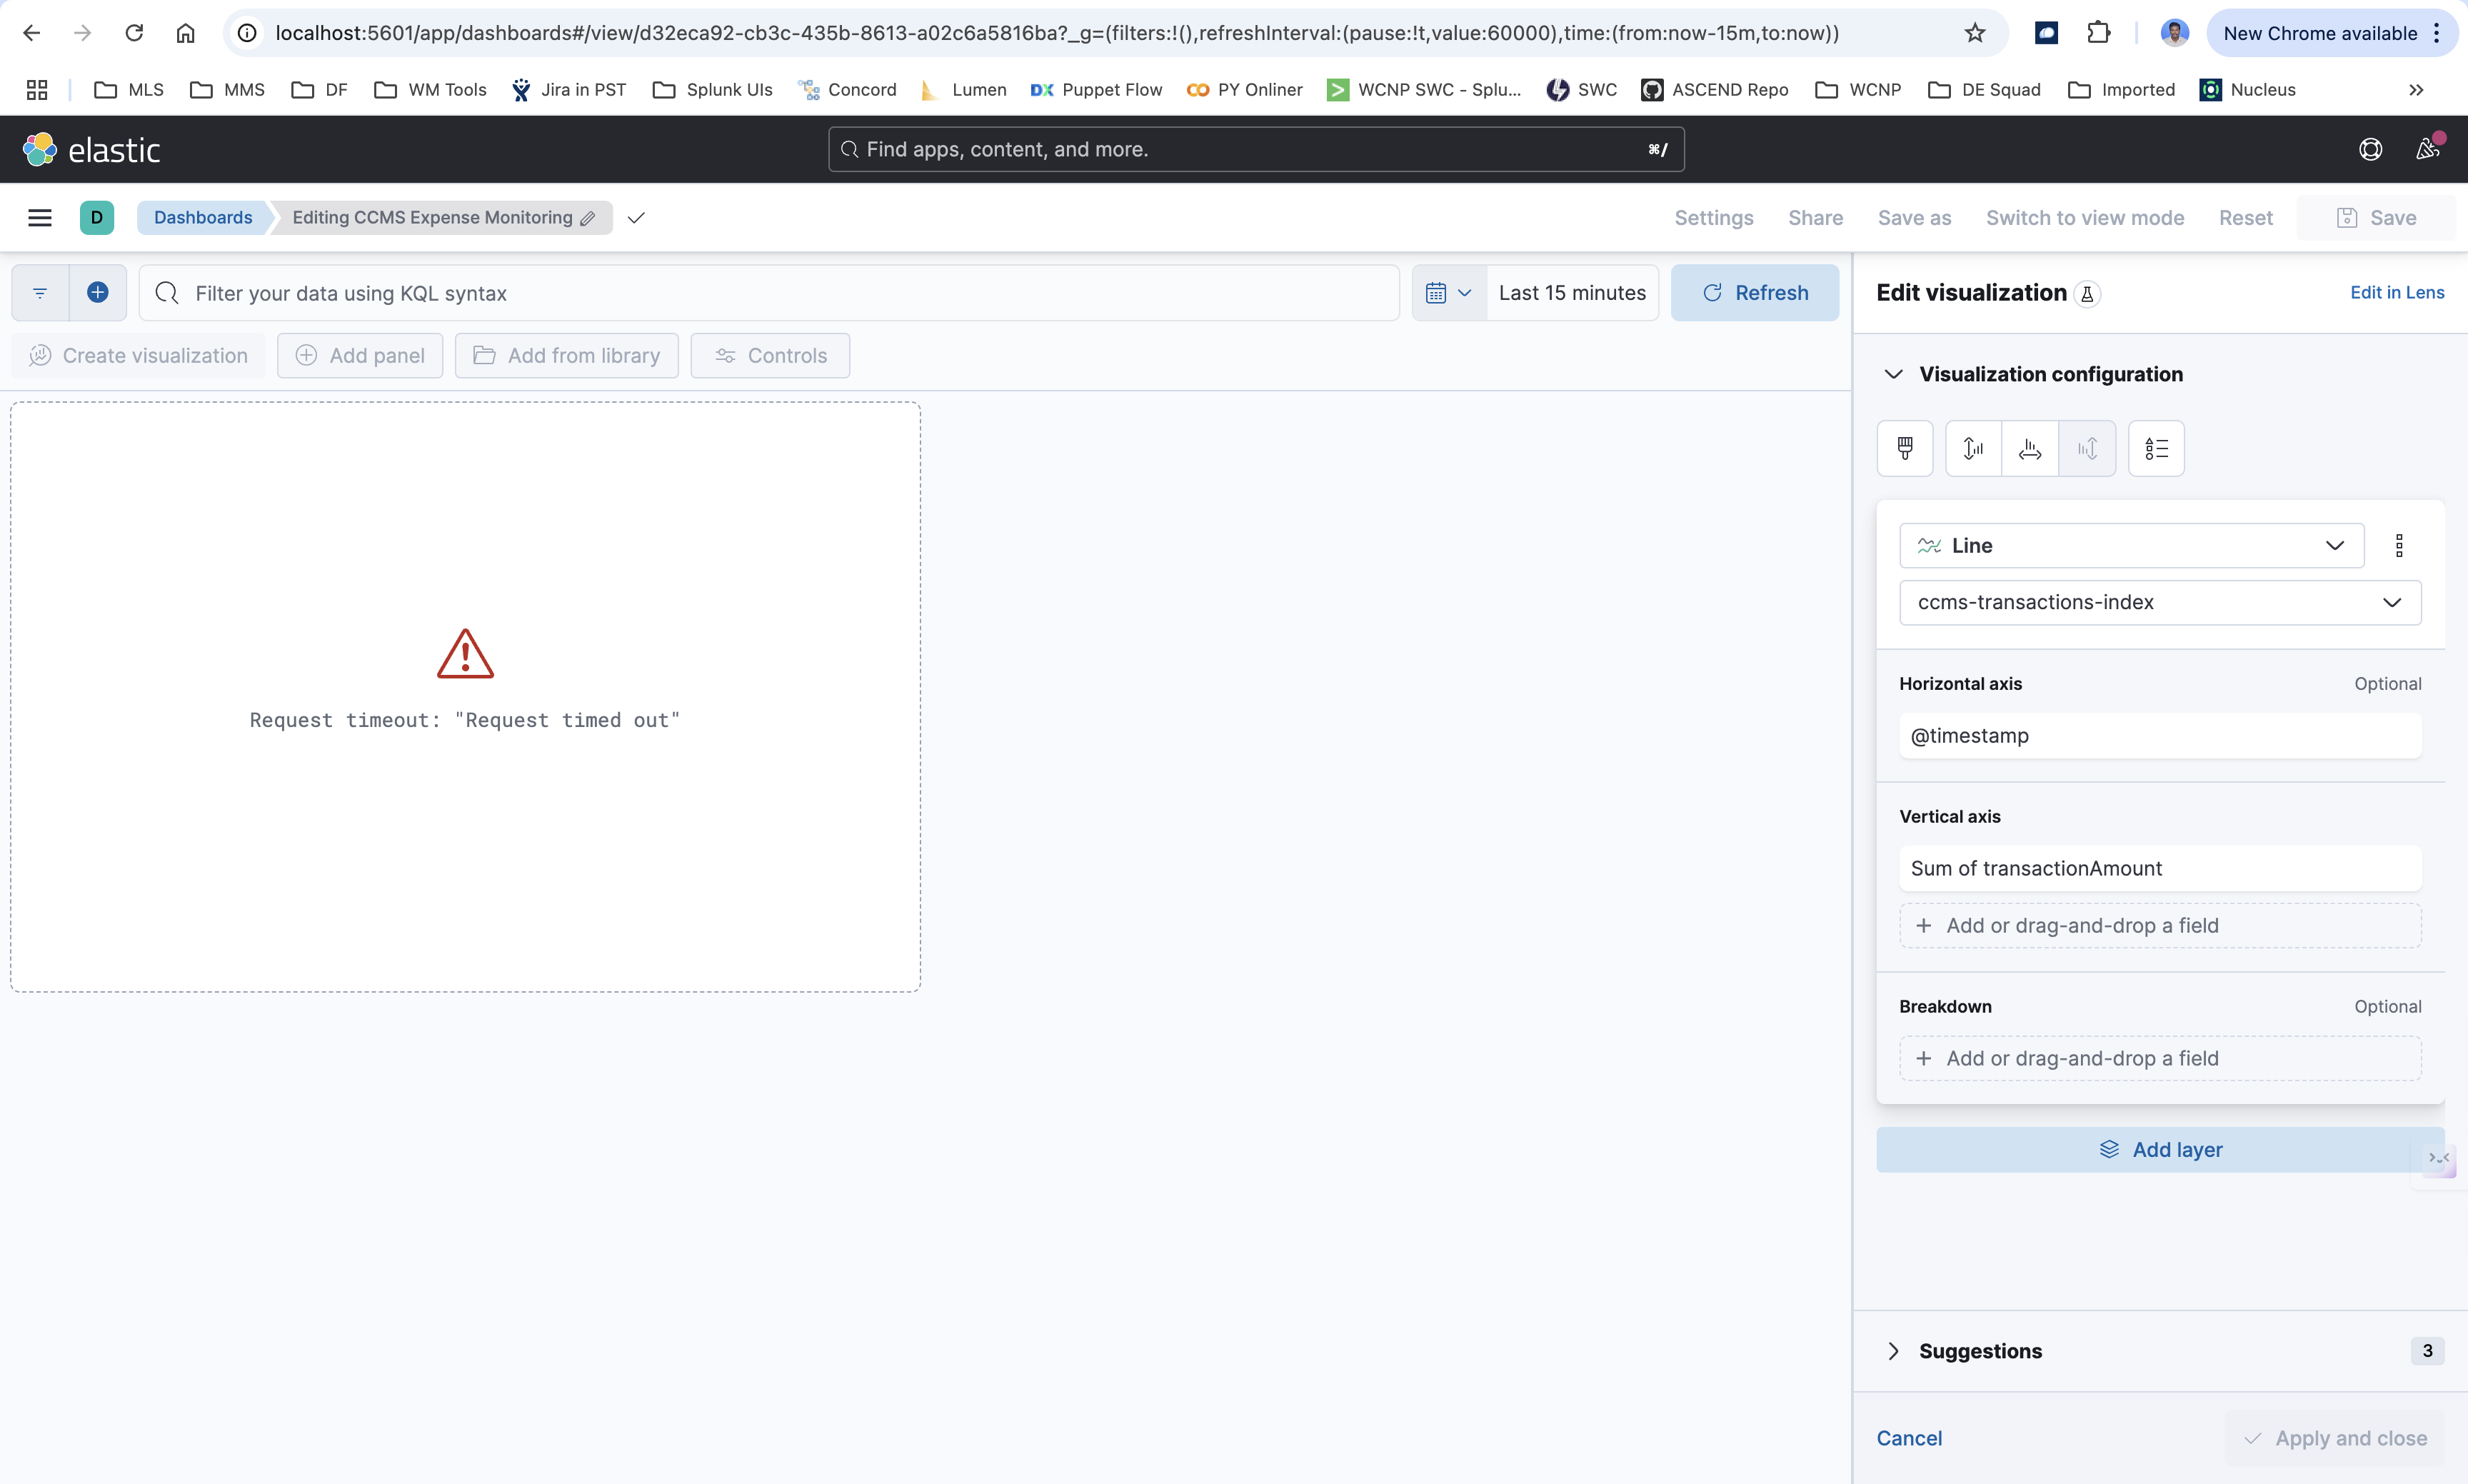 localhost:5601/app/dashboards#/view/d32eca92-cb3c-435b-8613-a02c6a5816ba?_g=(filters:!(),refreshInterval:(pause:!t,value:60000),time:(from:now-15m,to:now))
New Chrome available
MLS MMS DF WM Tools Jira in PST Splunk UIs Concord Lumen DX Puppet Flow CO PY Onliner WCNP SWC - Splu... SWC ASCEND Repo WCNP DE Squad Imported Nucleus
elastic
Find apps, content, and more. ⌘/
D Dashboards Editing CCMS Expense Monitoring Settings Share Save as Switch to view mode Reset Save
Filter your data using KQL syntax Last 15 minutes Refresh
Create visualization Add panel Add from library Controls
Request timeout: "Request timed out"
Edit visualization Edit in Lens
Visualization configuration
Line
ccms-transactions-index
Horizontal axis Optional
@timestamp
Vertical axis
Sum of transactionAmount
Add or drag-and-drop a field
Breakdown Optional
Add or drag-and-drop a field
Add layer
Suggestions 3
Cancel Apply and close